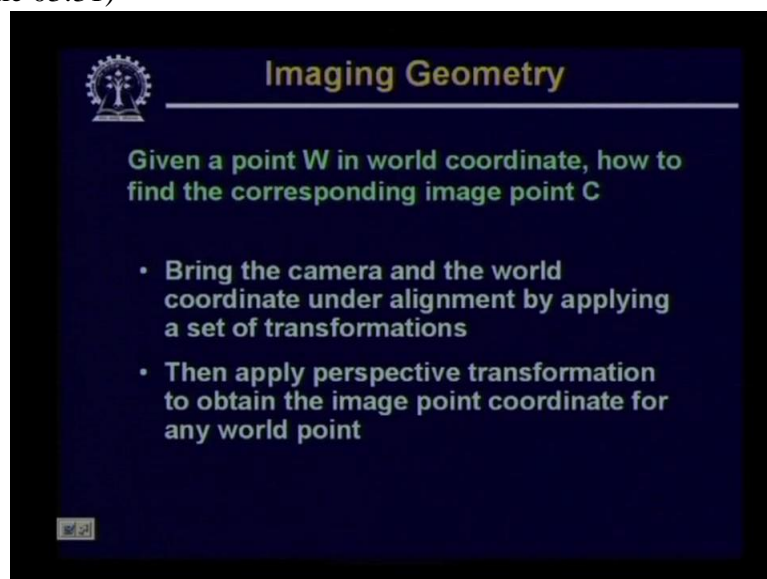 Imaging Geometry
Given a point W in world coordinate, how to
find the corresponding image point C
• Bring the camera and the world
coordinate under alignment by applying
a set of transformations
• Then apply perspective transformation
to obtain the image point coordinate for
any world point